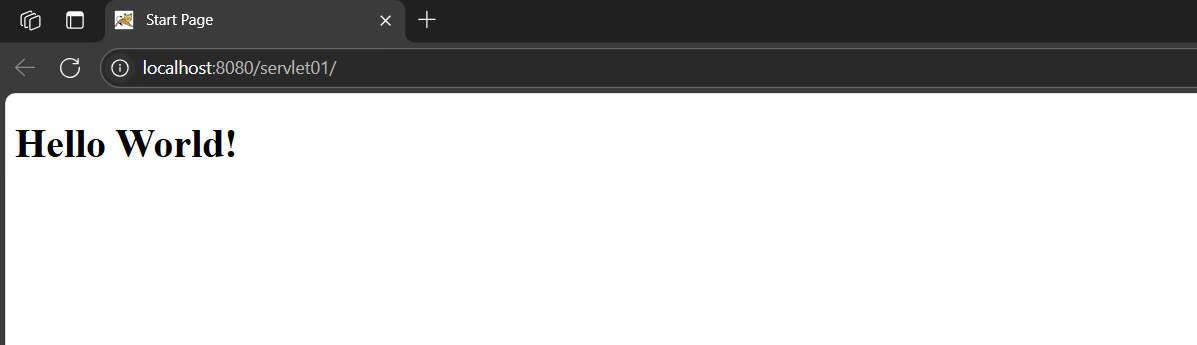 Start Page
localhost:8080/servlet01/
Hello World!